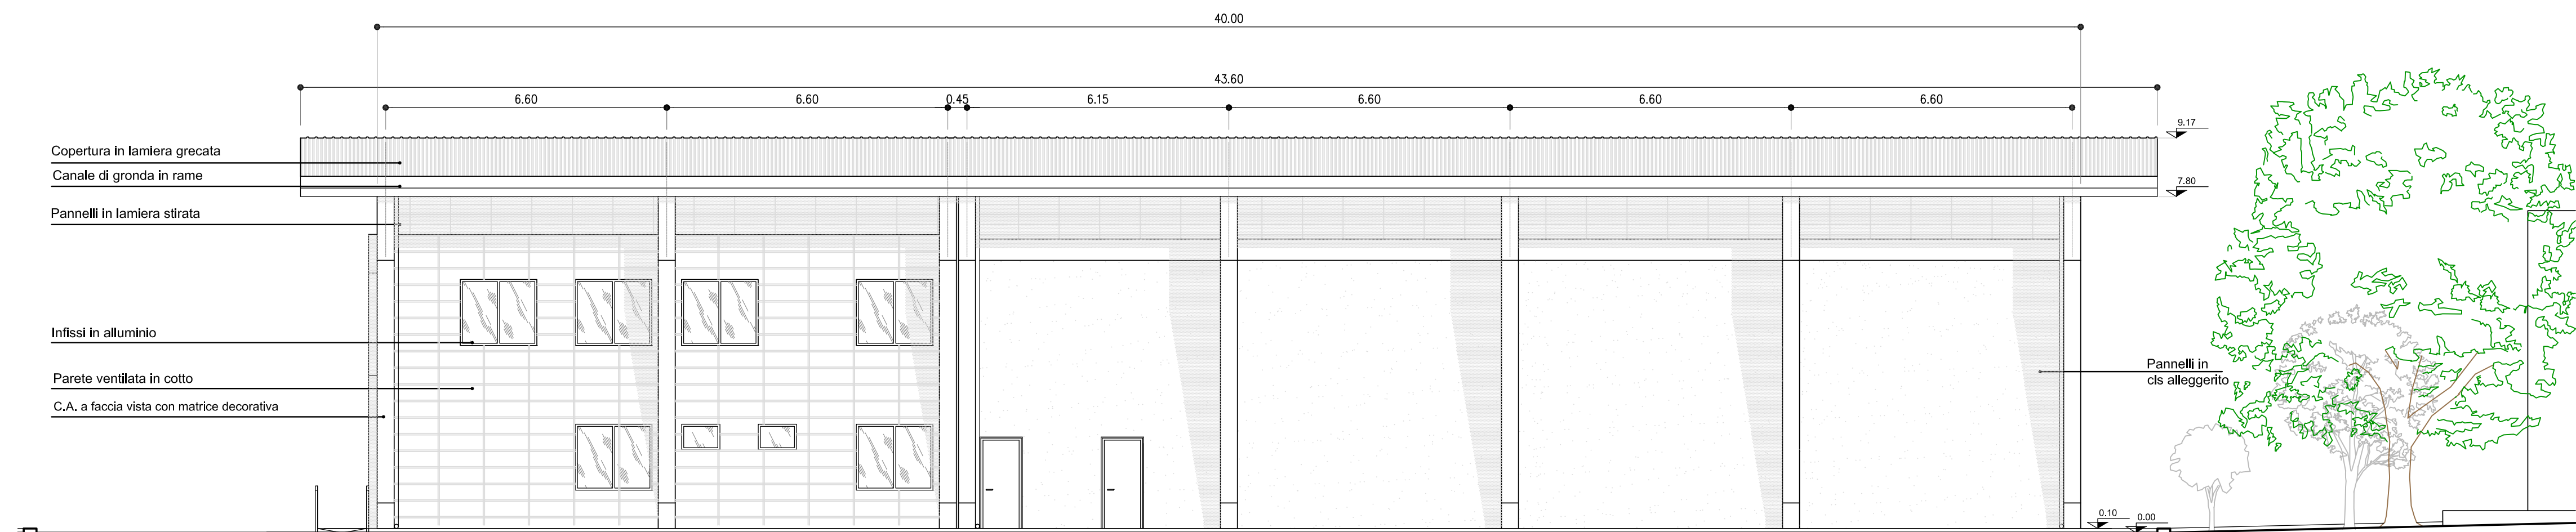 40.00
43.60
6.60 6.60 0.45 6.15 6.60 6.60 6.60
9.17
Copertura in lamiera grecata
Canale di gronda in rame
7.80
Pannelli in lamiera stirata
Infissi in alluminio
Pannelli in
cls alleggerito
Parete ventilata in cotto
C.A. a faccia vista con matrice decorativa
0.10 0.00